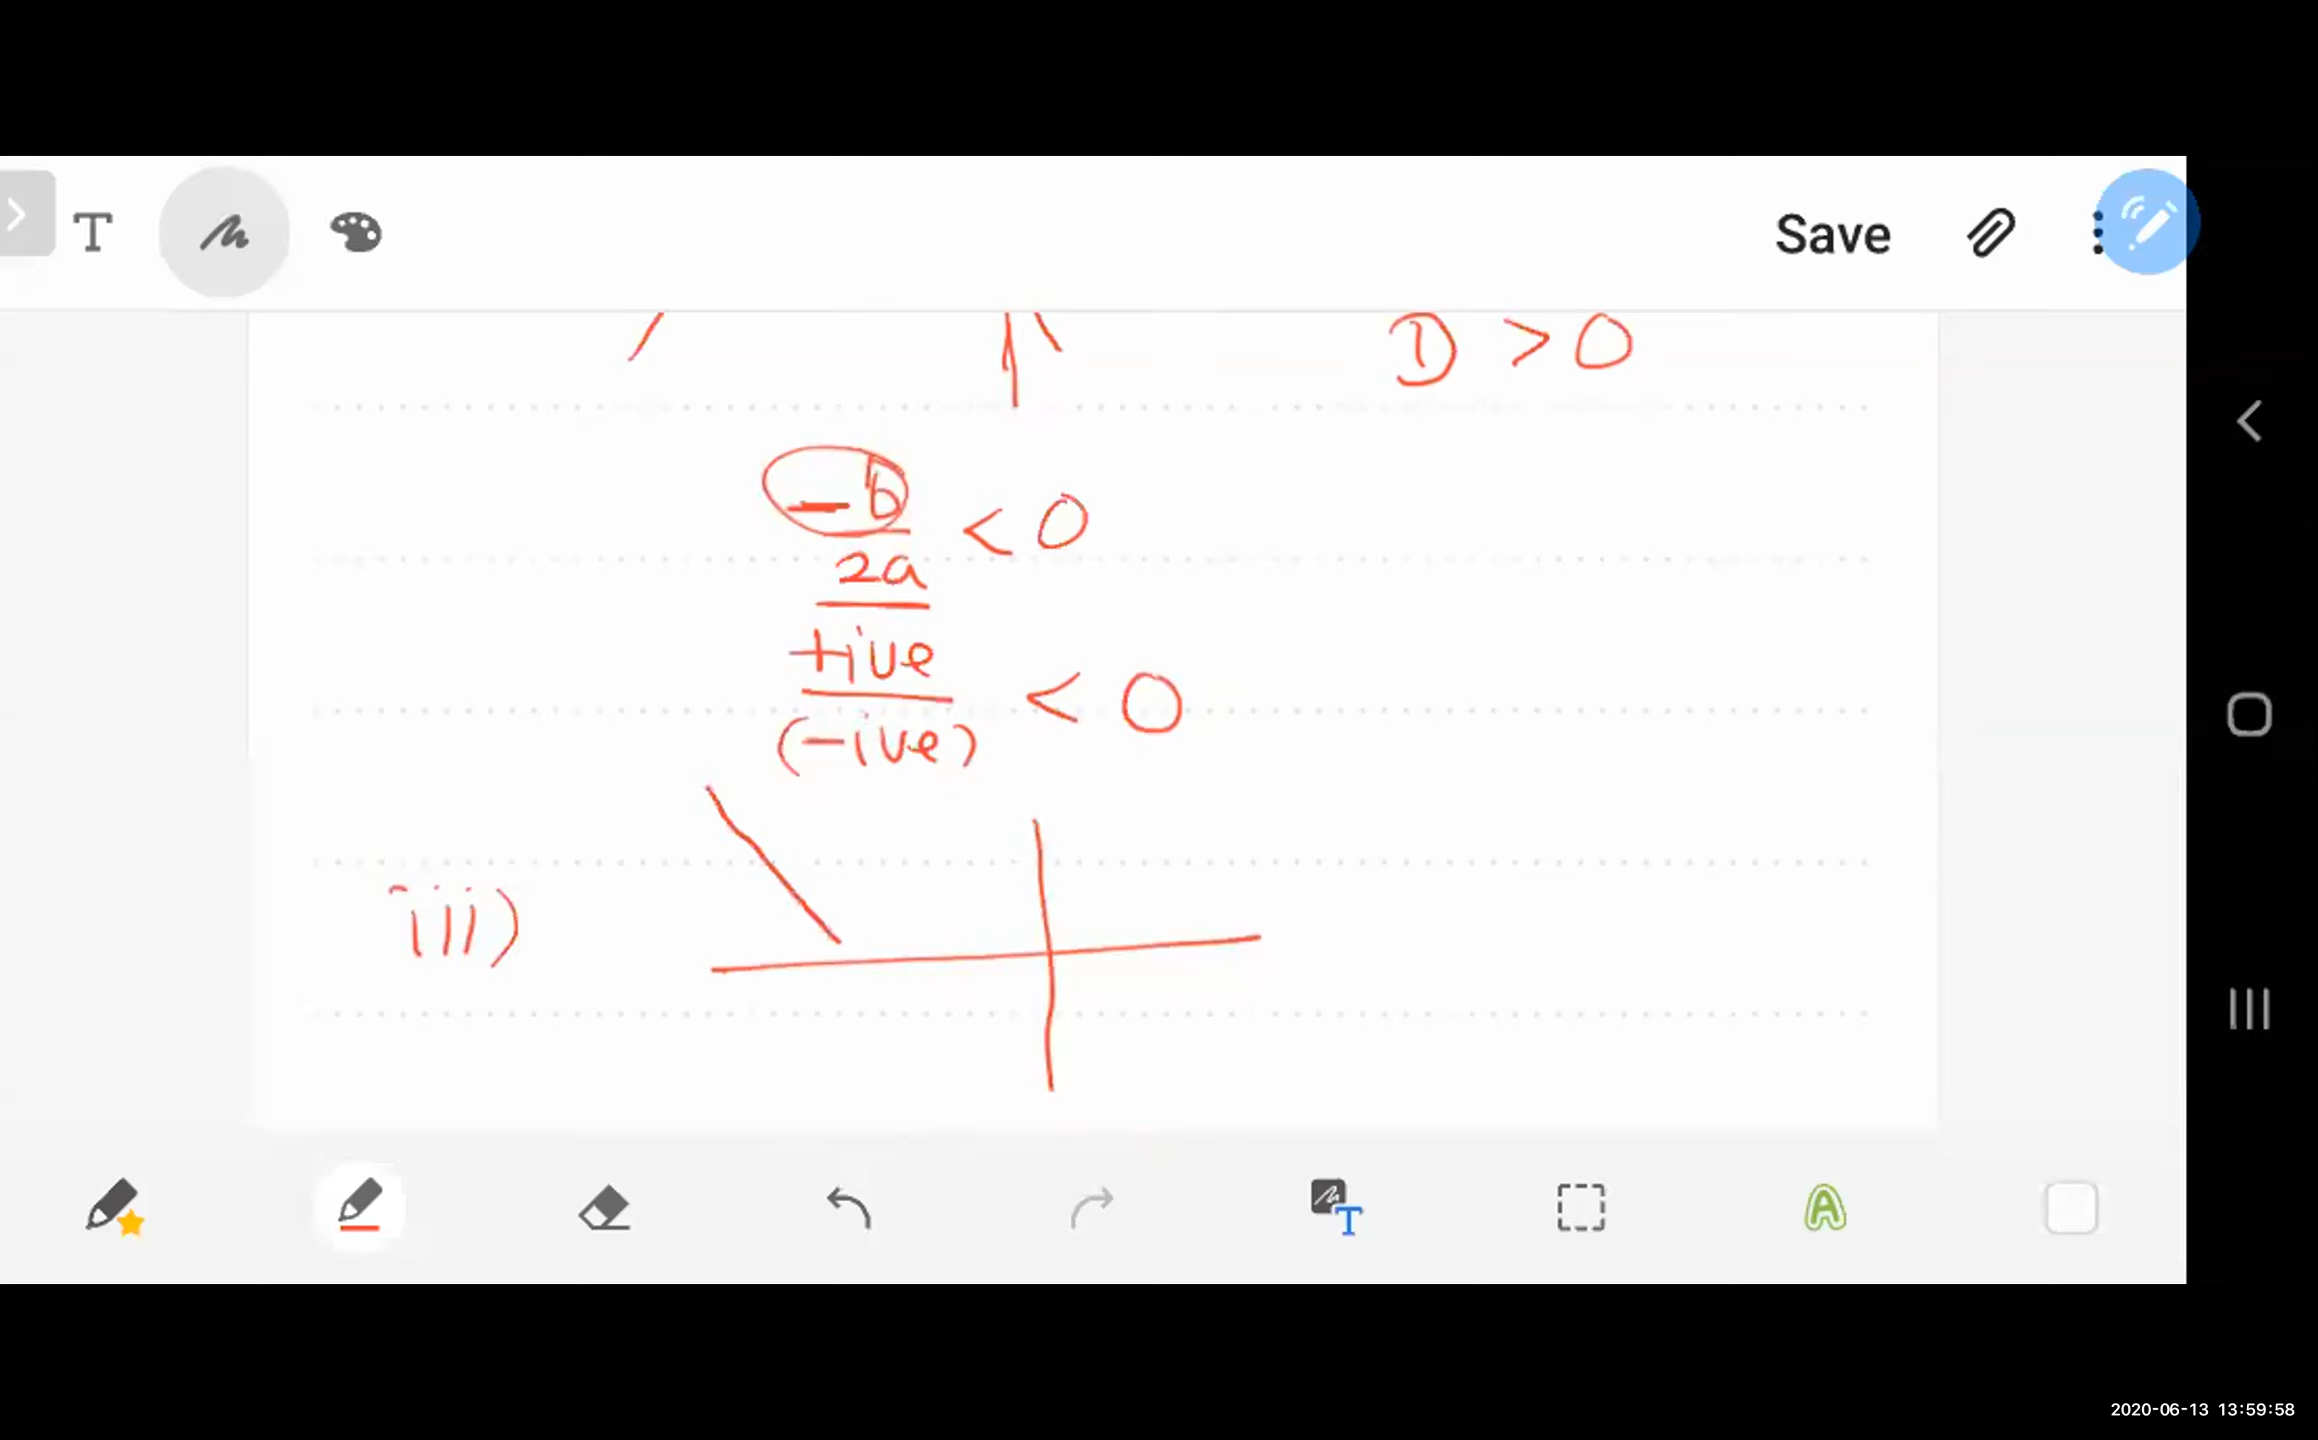 T
Save
D > 0
-b
2a
< 0
+ive
(-ive)
< 0
iii)
T
A
2020-06-13 13:59:58